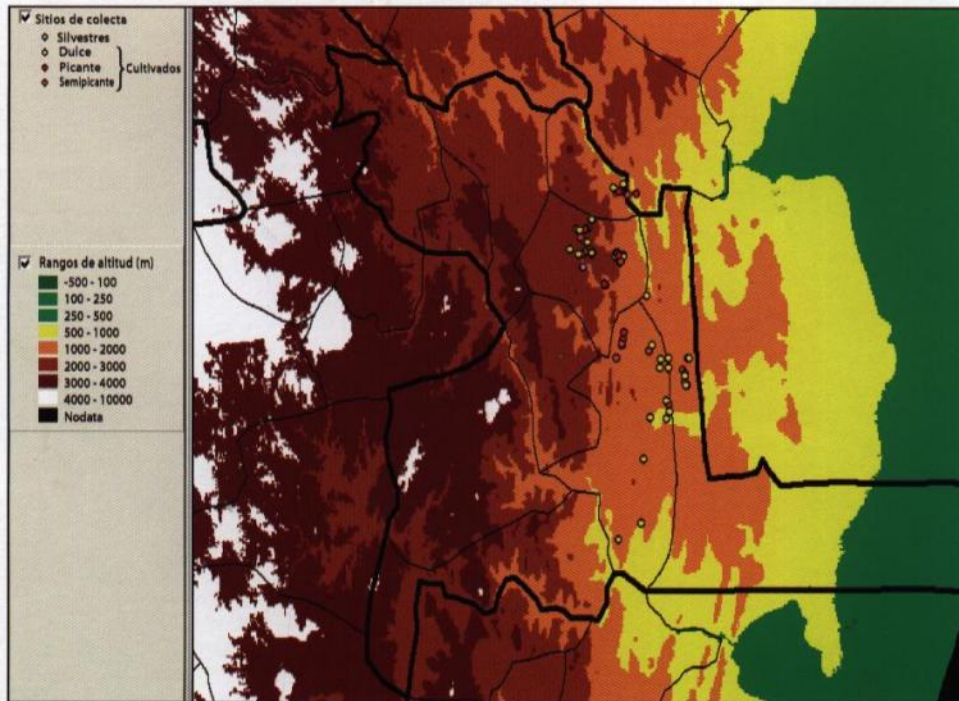 Sitios de colecta
Silvestres
Dulce
Picante
Semipicante
Cultivados
Rangos de altitud (m)
-500 - 100
100 - 250
250 - 500
500 - 1000
1000 - 2000
2000 - 3000
3000 - 4000
4000 - 10000
Nodata